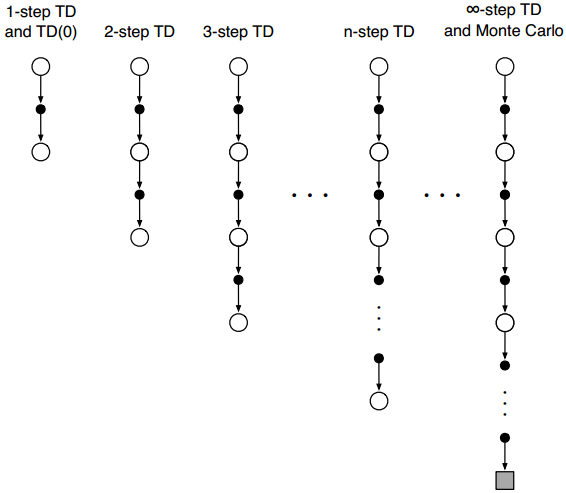 1-step TD
and TD(0)
2-step TD
3-step TD
n-step TD
∞-step TD
and Monte Carlo